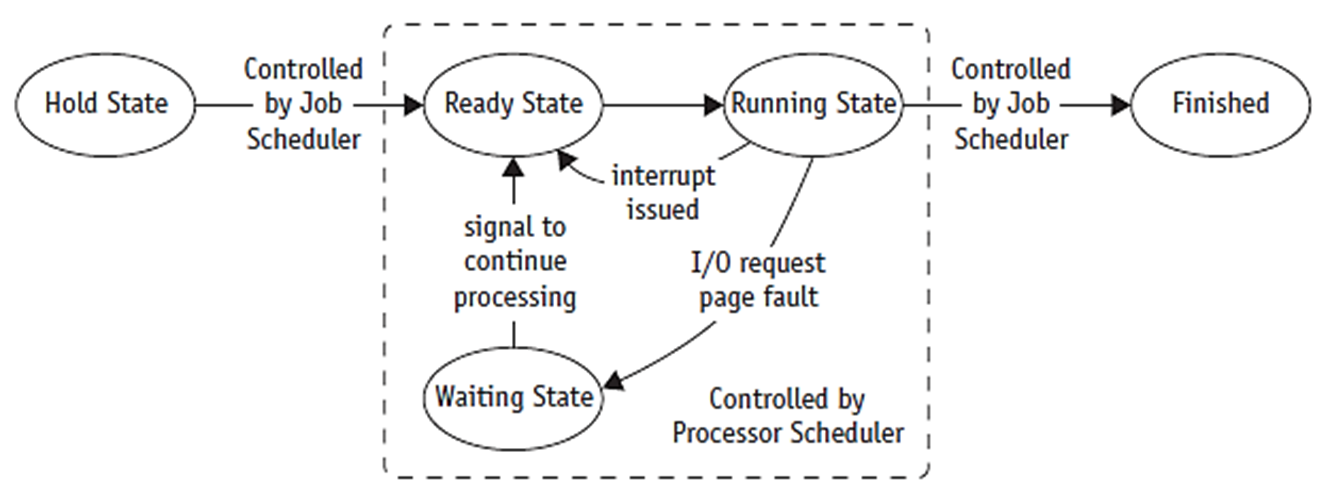 Hold State
Controlled
by Job
Scheduler
Ready State
Running State
Controlled
by Job
Scheduler
Finished
interrupt
issued
signal to
continue
processing
I/O request
page fault
Waiting State
Controlled by
Processor Scheduler